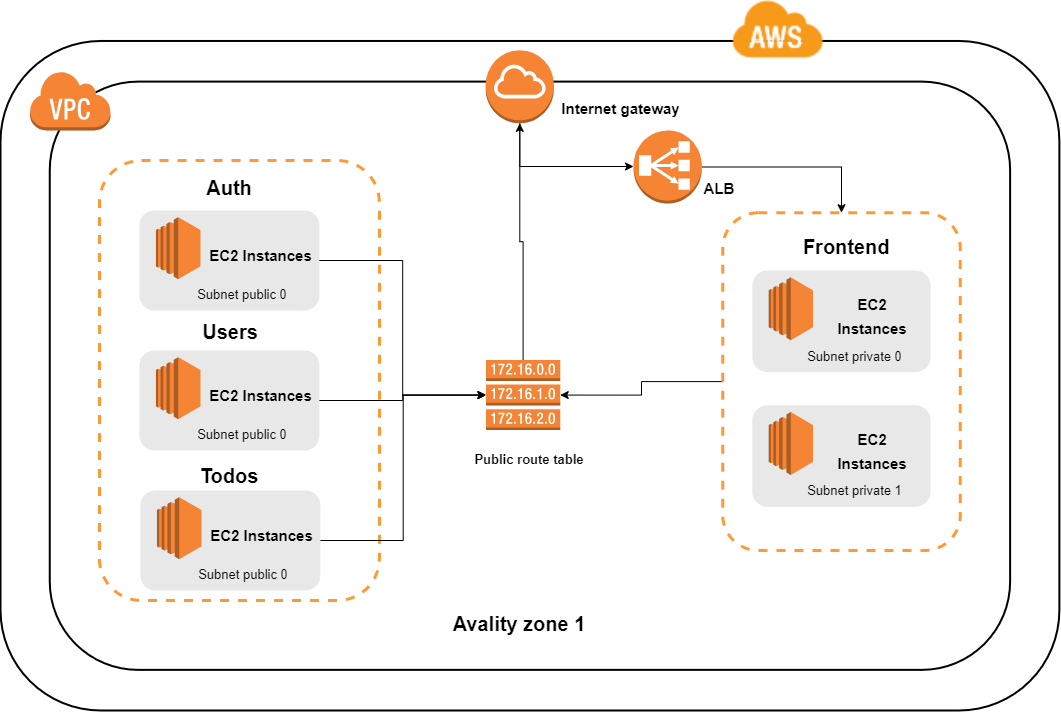 AWS
VPC
Internet gateway
ALB
Auth
EC2 Instances
Subnet public 0
Users
EC2 Instances
Subnet public 0
Todos
EC2 Instances
Subnet public 0
172.16.0.0
172.16.1.0
172.16.2.0
Public route table
Frontend
EC2
Instances
Subnet private 0
EC2
Instances
Subnet private 1
Avality zone 1